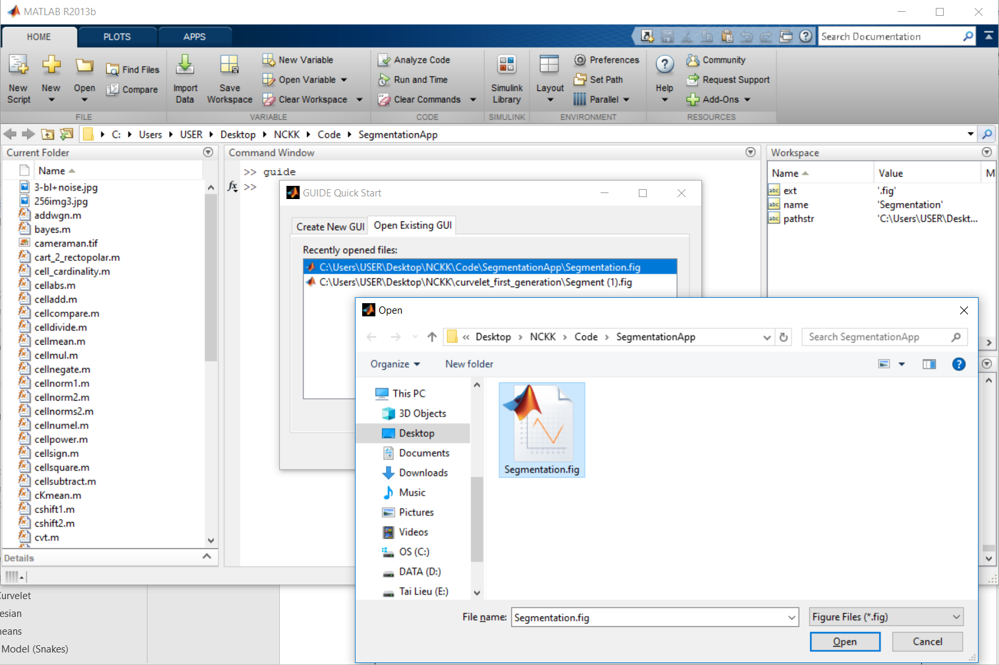 MATLAB R2013b
HOME PLOTS APPS
Search Documentation
New Script
New
Open
Find Files
Compare
Import Data
Save Workspace
New Variable
Open Variable
Clear Workspace
Analyze Code
Run and Time
Clear Commands
Simulink Library
Layout
Preferences
Set Path
Parallel
Help
Community
Request Support
Add-Ons
FILE VARIABLE CODE SIMULINK ENVIRONMENT RESOURCES
C: Users USER Desktop NCKK Code SegmentationApp
Current Folder
Name
3-bl+noise.jpg
256img3.jpg
addwgn.m
bayes.m
cameraman.tif
cart_2_rectopolar.m
cell_cardinality.m
cellabs.m
celladd.m
cellcompare.m
celldivide.m
cellmean.m
cellmul.m
cellnegate.m
cellnorm1.m
cellnorm2.m
cellnorms2.m
cellnumel.m
cellpower.m
cellsign.m
cellsquare.m
cellsubtract.m
cKmean.m
cshift1.m
cshift2.m
cvt.m
Details
Command Window
>> guide
fx >>
Workspace
Name Value M
abc ext '.fig'
abc name 'Segmentation'
abc pathstr 'C:\Users\USER\Deskt...
GUIDE Quick Start
Create New GUI Open Existing GUI
Recently opened files:
C:\Users\USER\Desktop\NCKK\Code\SegmentationApp\Segmentation.fig
C:\Users\USER\Desktop\NCKK\curvelet_first_generation\Segment (1).fig
Open
« Desktop › NCKK › Code › SegmentationApp
Search SegmentationApp
Organize New folder
This PC
3D Objects
Desktop
Documents
Downloads
Music
Pictures
Videos
OS (C:)
DATA (D:)
Tai Lieu (E:)
Segmentation.fig
File name: Segmentation.fig
Figure Files (*.fig)
Open Cancel
urvelet
esian
eans
Model (Snakes)